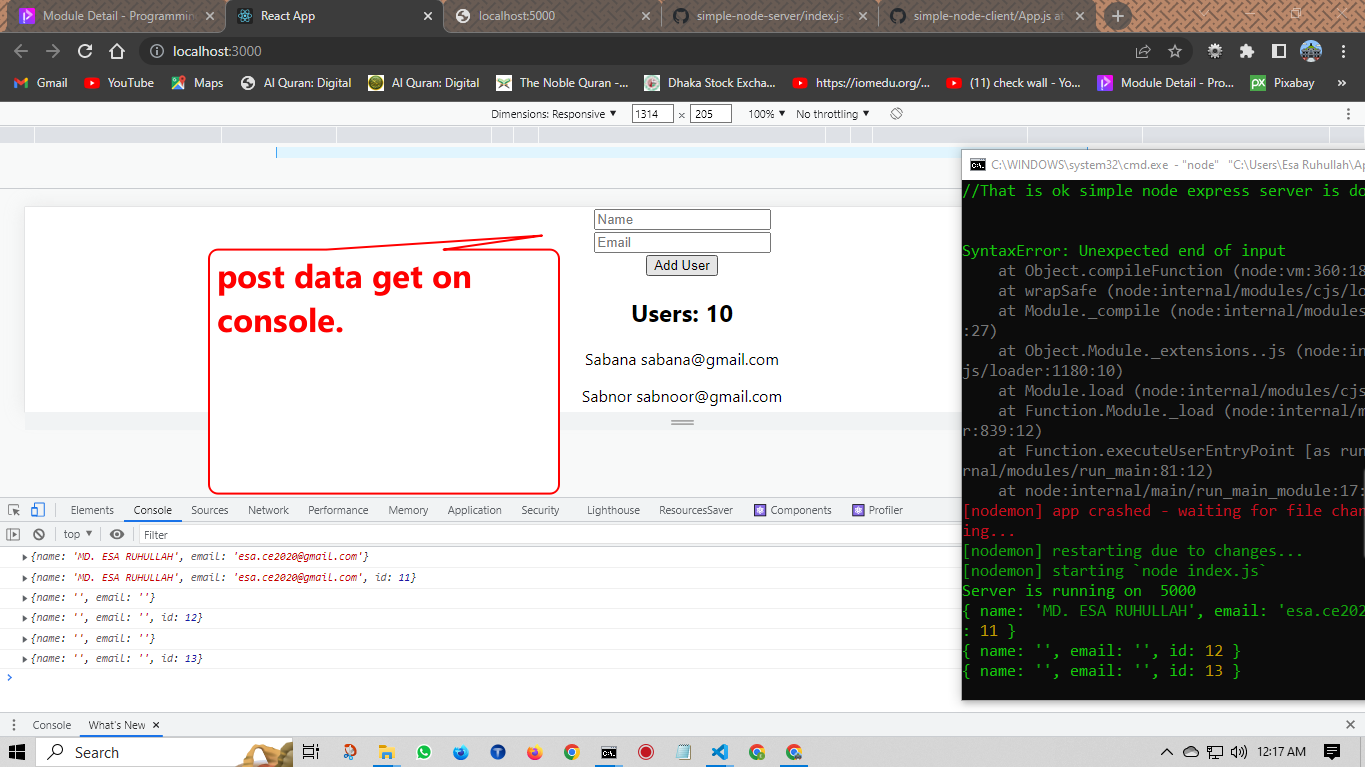 Module Detail - Programmin
React App
localhost:5000
simple-node-server/index.js
simple-node-client/App.js at
localhost:3000
Gmail
YouTube
Maps
Al Quran: Digital
Al Quran: Digital
The Noble Quran -...
Dhaka Stock Excha...
https://iomedu.org/...
(11) check wall - Yo...
Module Detail - Pro...
Pixabay
»
Dimensions: Responsive ▼ 1314 × 205 100% ▼ No throttling ▼
C:\WINDOWS\system32\cmd.exe - "node" "C:\Users\Esa Ruhullah\Ap
//That is ok simple node express server is do
SyntaxError: Unexpected end of input
at Object.compileFunction (node:vm:360:18
at wrapSafe (node:internal/modules/cjs/lo
at Module._compile (node:internal/modules
:27)
at Object.Module._extensions..js (node:in
js/loader:1180:10)
at Module.load (node:internal/modules/cjs
at Function.Module._load (node:internal/m
r:839:12)
at Function.executeUserEntryPoint [as run
rnal/modules/run_main:81:12)
at node:internal/main/run_main_module:17:
[nodemon] app crashed - waiting for file chan
ing...
[nodemon] restarting due to changes...
[nodemon] starting `node index.js`
Server is running on  5000
{ name: 'MD. ESA RUHULLAH', email: 'esa.ce202
: 11 }
{ name: '', email: '', id: 12 }
{ name: '', email: '', id: 13 }
Name
Email
Add User
Users: 10
Sabana sabana@gmail.com
Sabnor sabnoor@gmail.com
post data get on
console.
Elements Console Sources Network Performance Memory Application Security Lighthouse ResourcesSaver Components Profiler
top ▼ Filter
{name: 'MD. ESA RUHULLAH', email: 'esa.ce2020@gmail.com'}
{name: 'MD. ESA RUHULLAH', email: 'esa.ce2020@gmail.com', id: 11}
{name: '', email: ''}
{name: '', email: '', id: 12}
{name: '', email: ''}
{name: '', email: '', id: 13}
Console What's New
Search
12:17 AM